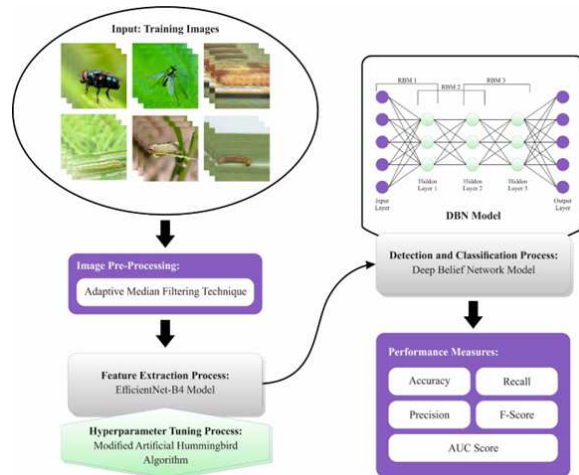 Input: Training Images
Image Pre-Processing:
Adaptive Median Filtering Technique
Feature Extraction Process:
EfficientNet-B4 Model
Hyperparameter Tuning Process:
Modified Artificial Hummingbird
Algorithm
RBM 1
RBM 3
RBM 2
Input
Layer
Hidden
Layer 1
Hidden
Layer 2
Hidden
Layer 3
Output
Layer
DBN Model
Detection and Classification Process:
Deep Belief Network Model
Performance Measures:
Accuracy
Recall
Precision
F-Score
AUC Score